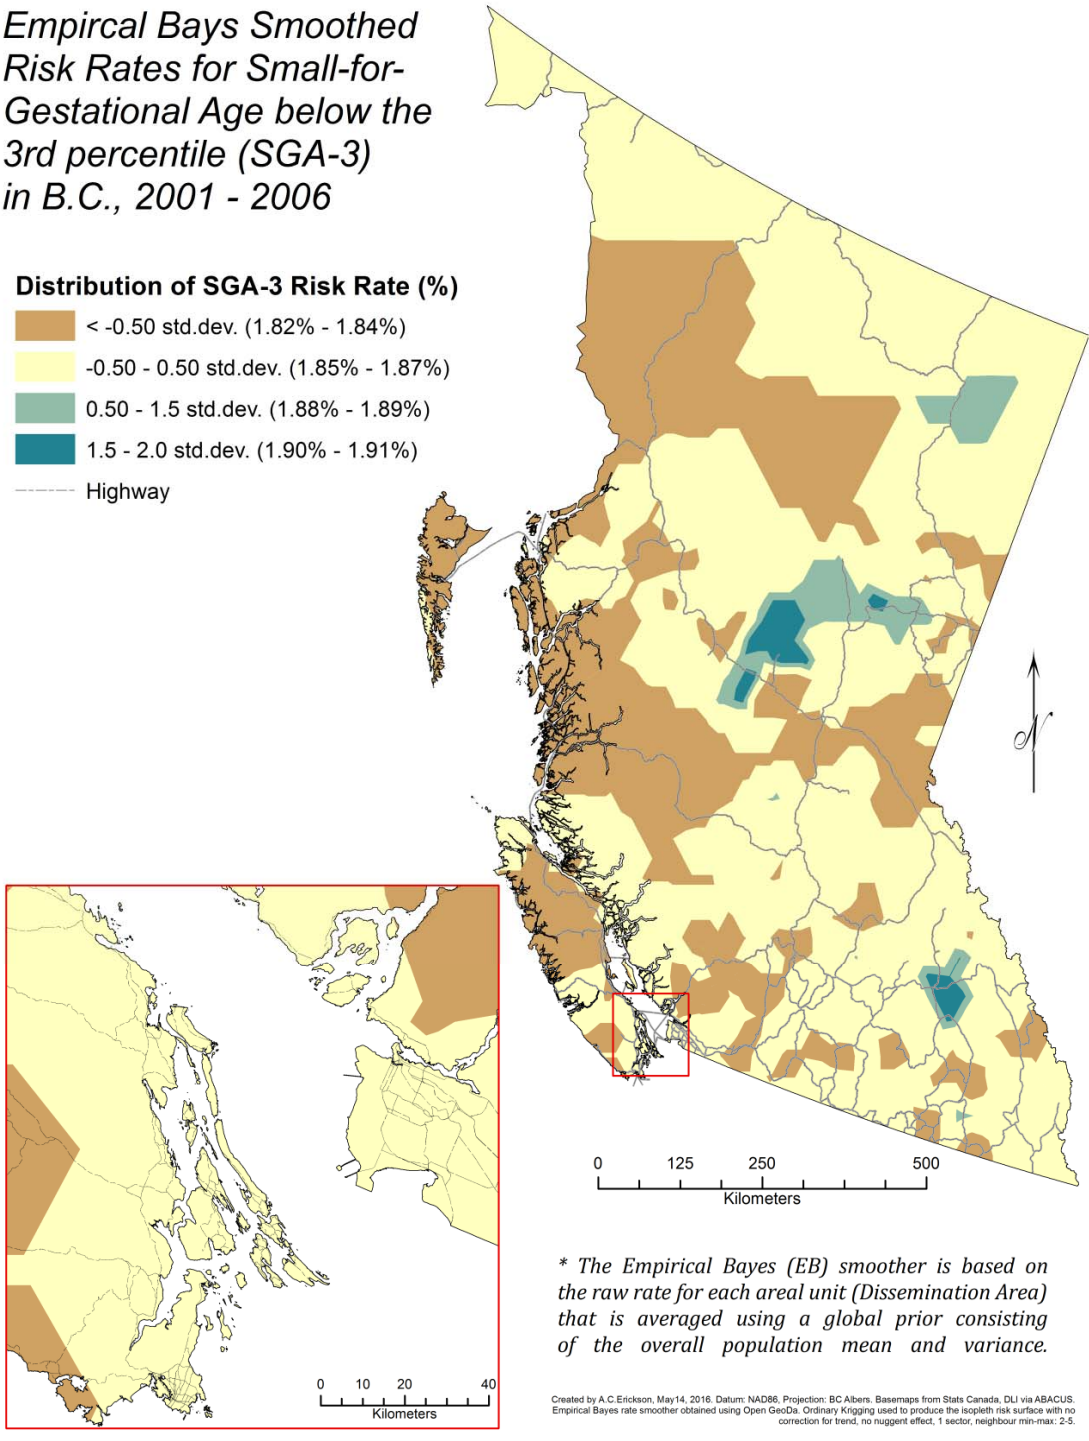 Empircal Bays Smoothed
Risk Rates for Small-for-
Gestational Age below the
3rd percentile (SGA-3)
in B.C., 2001 - 2006
Distribution of SGA-3 Risk Rate (%)
< -0.50 std.dev. (1.82% - 1.84%)
-0.50 - 0.50 std.dev. (1.85% - 1.87%)
0.50 - 1.5 std.dev. (1.88% - 1.89%)
1.5 - 2.0 std.dev. (1.90% - 1.91%)
Highway
N
0 125 250 500
Kilometers
0 10 20 40
Kilometers
* The Empirical Bayes (EB) smoother is based on
the raw rate for each areal unit (Dissemination Area)
that is averaged using a global prior consisting
of the overall population mean and variance.
Created by A.C.Erickson, May14, 2016. Datum: NAD86, Projection: BC Albers. Basemaps from Stats Canada, DLI via ABACUS.
Empirical Bayes rate smoother obtained using Open GeoDa. Ordinary Krigging used to produce the isopleth risk surface with no
correction for trend, no nuggent effect, 1 sector, neighbour min-max: 2-5.